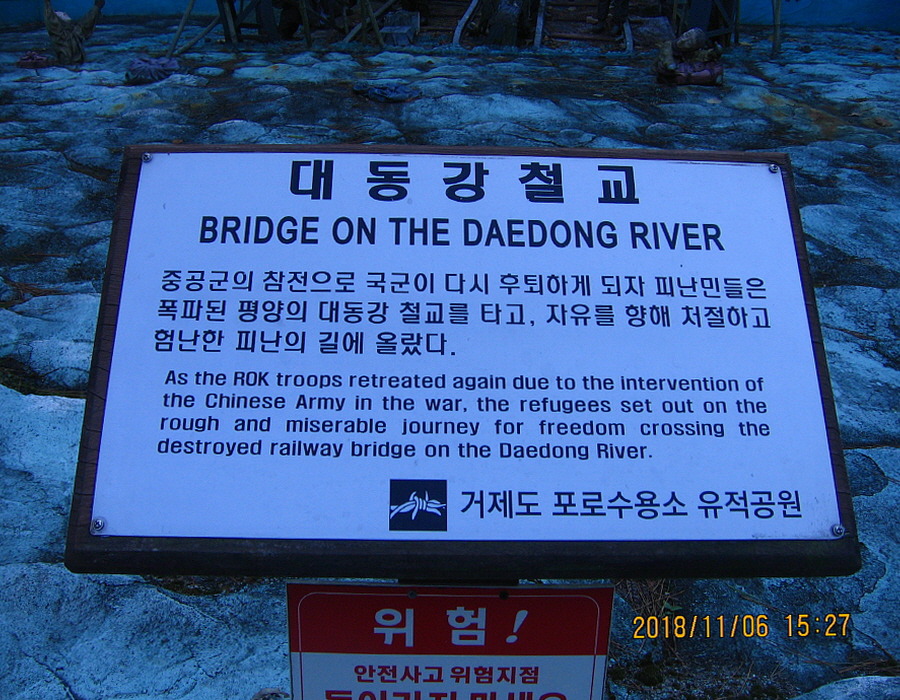 대동강철교
BRIDGE ON THE DAEDONG RIVER
중공군의 참전으로 국군이 다시 후퇴하게 되자 피난민들은
폭파된 평양의 대동강 철교를 타고, 자유를 향해 처절하고
험난한 피난의 길에 올랐다.
As the ROK troops retreated again due to the intervention of
the Chinese Army in the war, the refugees set out on the
rough and miserable journey for freedom crossing the
destroyed railway bridge on the Daedong River.
거제도 포로수용소 유적공원
위험!
안전사고 위험지점
2018/11/06 15:27